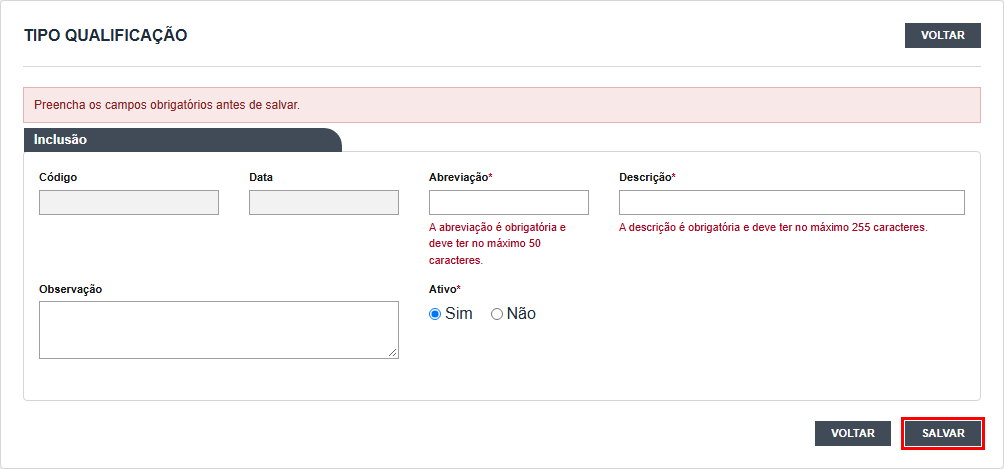 TIPO QUALIFICAÇÃO
VOLTAR
Preencha os campos obrigatórios antes de salvar.
Inclusão
Código
Data
Abreviação*
Descrição*
A abreviação é obrigatória e
deve ter no máximo 50
caracteres.
A descrição é obrigatória e deve ter no máximo 255 caracteres.
Observação
Ativo*
Sim
Não
VOLTAR
SALVAR